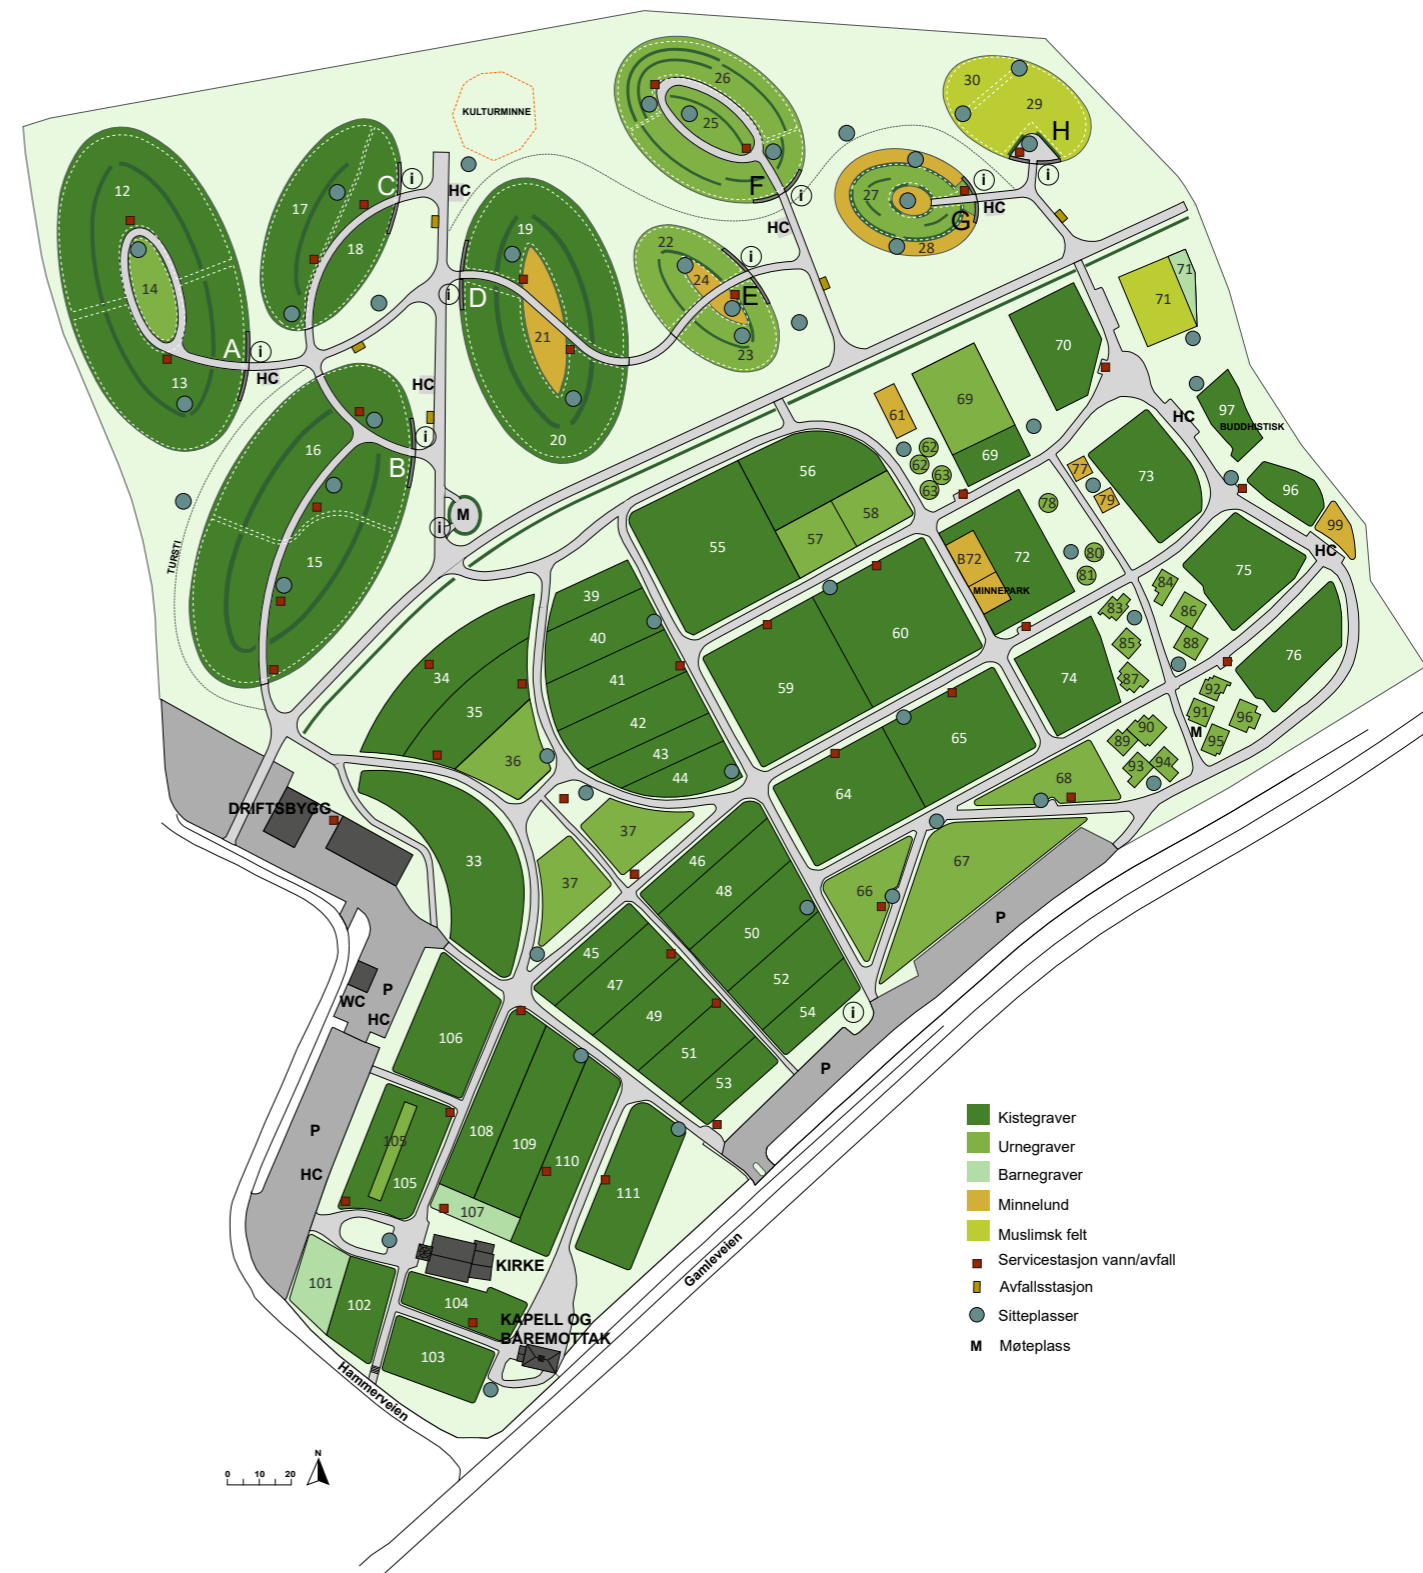 KULTURMINNE
26
30
29
25
H
12
17
C
i
HC
F
i
27
G
i
HC
i
28
18
19
HC
22
24
E
i
14
D
i
21
23
71
71
A
i
HC
13
HC
20
70
97
BUDDHISTISK
HC
16
B
i
61
69
69
62
62
63
63
56
77
79
73
96
99
HC
M
i
58
57
55
78
B72
72
MINNEPARK
80
81
75
TURSTI
15
39
40
41
42
43
44
60
59
83
84
86
85
88
87
76
34
35
36
74
92
91
M
96
95
65
64
89
90
93
94
68
DRIFTSBYGG
33
37
37
46
48
50
52
54
i
66
67
P
45
47
49
51
53
P
WC
P
HC
106
P
HC
105
105
108
109
110
111
107
KIRKE
101
102
104
103
KAPELL OG
BÅREMOTTAK
Gamleveien
Hammerveien
N
0 10 20
Kistegraver
Urnegraver
Barnegraver
Minnelund
Muslimsk felt
Servicestasjon vann/avfall
Avfallsstasjon
Sitteplasser
M Møteplass